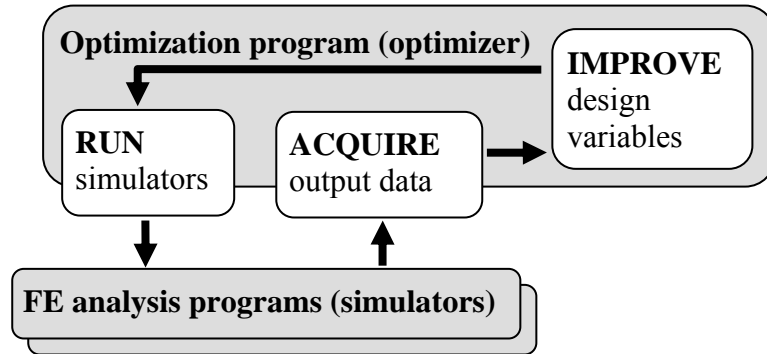 Optimization program (optimizer)
IMPROVE
design
variables
RUN
simulators
ACQUIRE
output data
FE analysis programs (simulators)